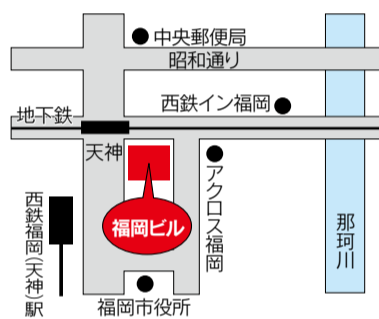 中央郵便局
昭和通り
西鉄イン福岡
地下鉄
天神
アクロス福岡
西鉄福岡(天神)駅
福岡ビル
那珂川
福岡市役所